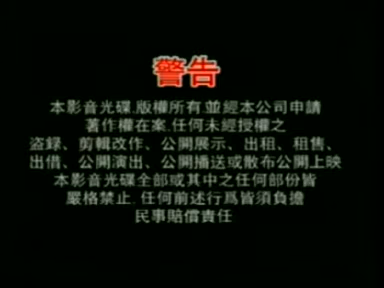 警告
本影音光碟.版權所有.並經本公司申請
著作權在案.任何未經授權之
盜録、剪輯改作、公開展示、出租、租售、
出借、公開演出、公開播送或散布公開上映
本影音光碟全部或其中之任何部份皆
嚴格禁止.任何前述行爲皆須負擔
民事賠償責任